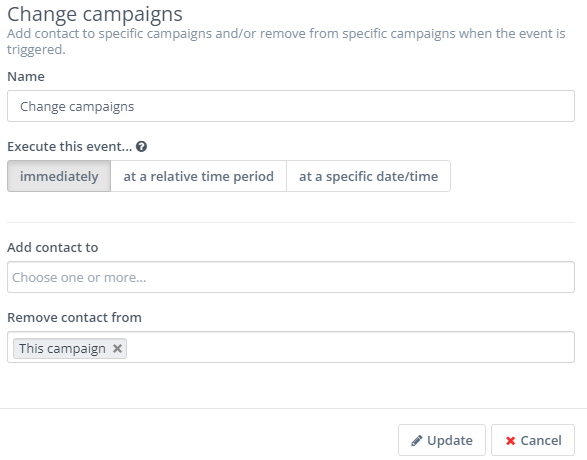 Change campaigns
Add contact to specific campaigns and/or remove from specific campaigns when the event is
triggered.
Name
Change campaigns
Execute this event...
immediately at a relative time period at a specific date/time
Add contact to
Choose one or more...
Remove contact from
This campaign
Update Cancel